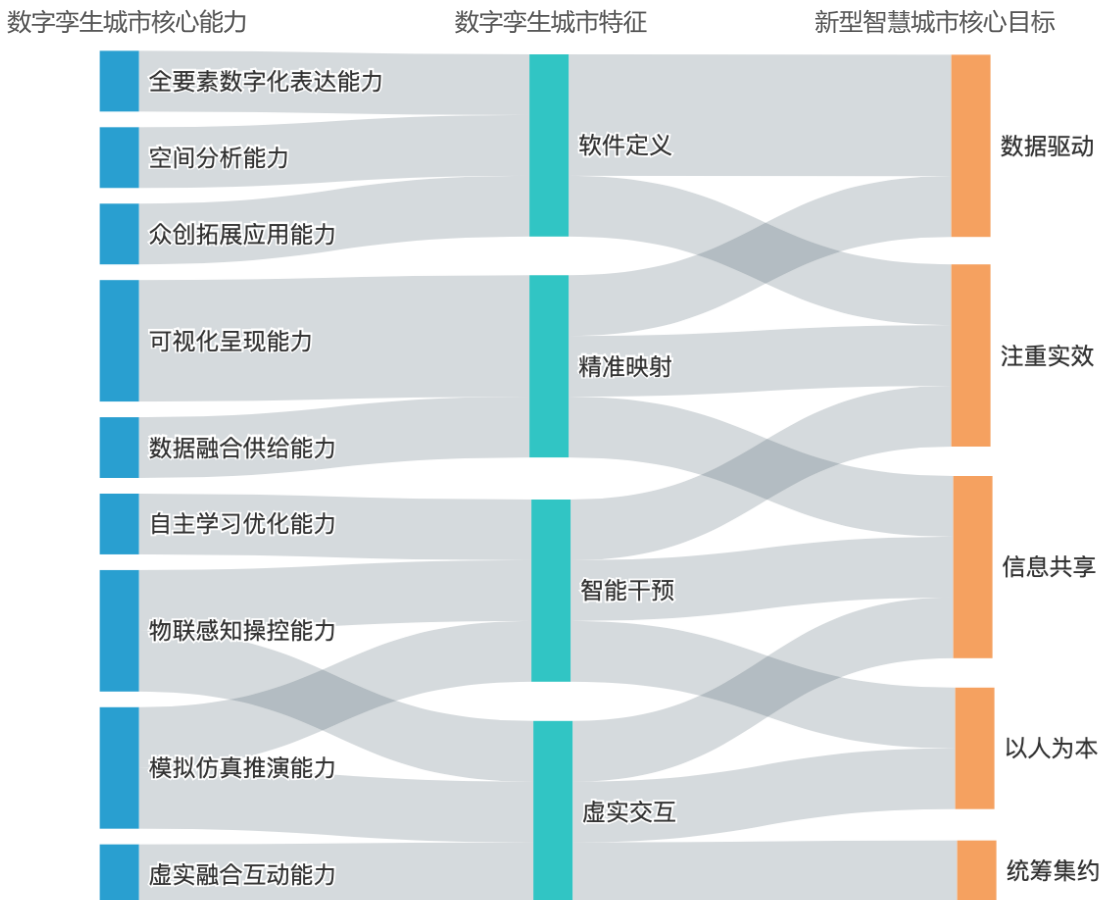 数字孪生城市核心能力
数字孪生城市特征
新型智慧城市核心目标
全要素数字化表达能力
空间分析能力
众创拓展应用能力
可视化呈现能力
数据融合供给能力
自主学习优化能力
物联感知操控能力
模拟仿真推演能力
虚实融合互动能力
软件定义
精准映射
智能干预
虚实交互
数据驱动
注重实效
信息共享
以人为本
统筹集约